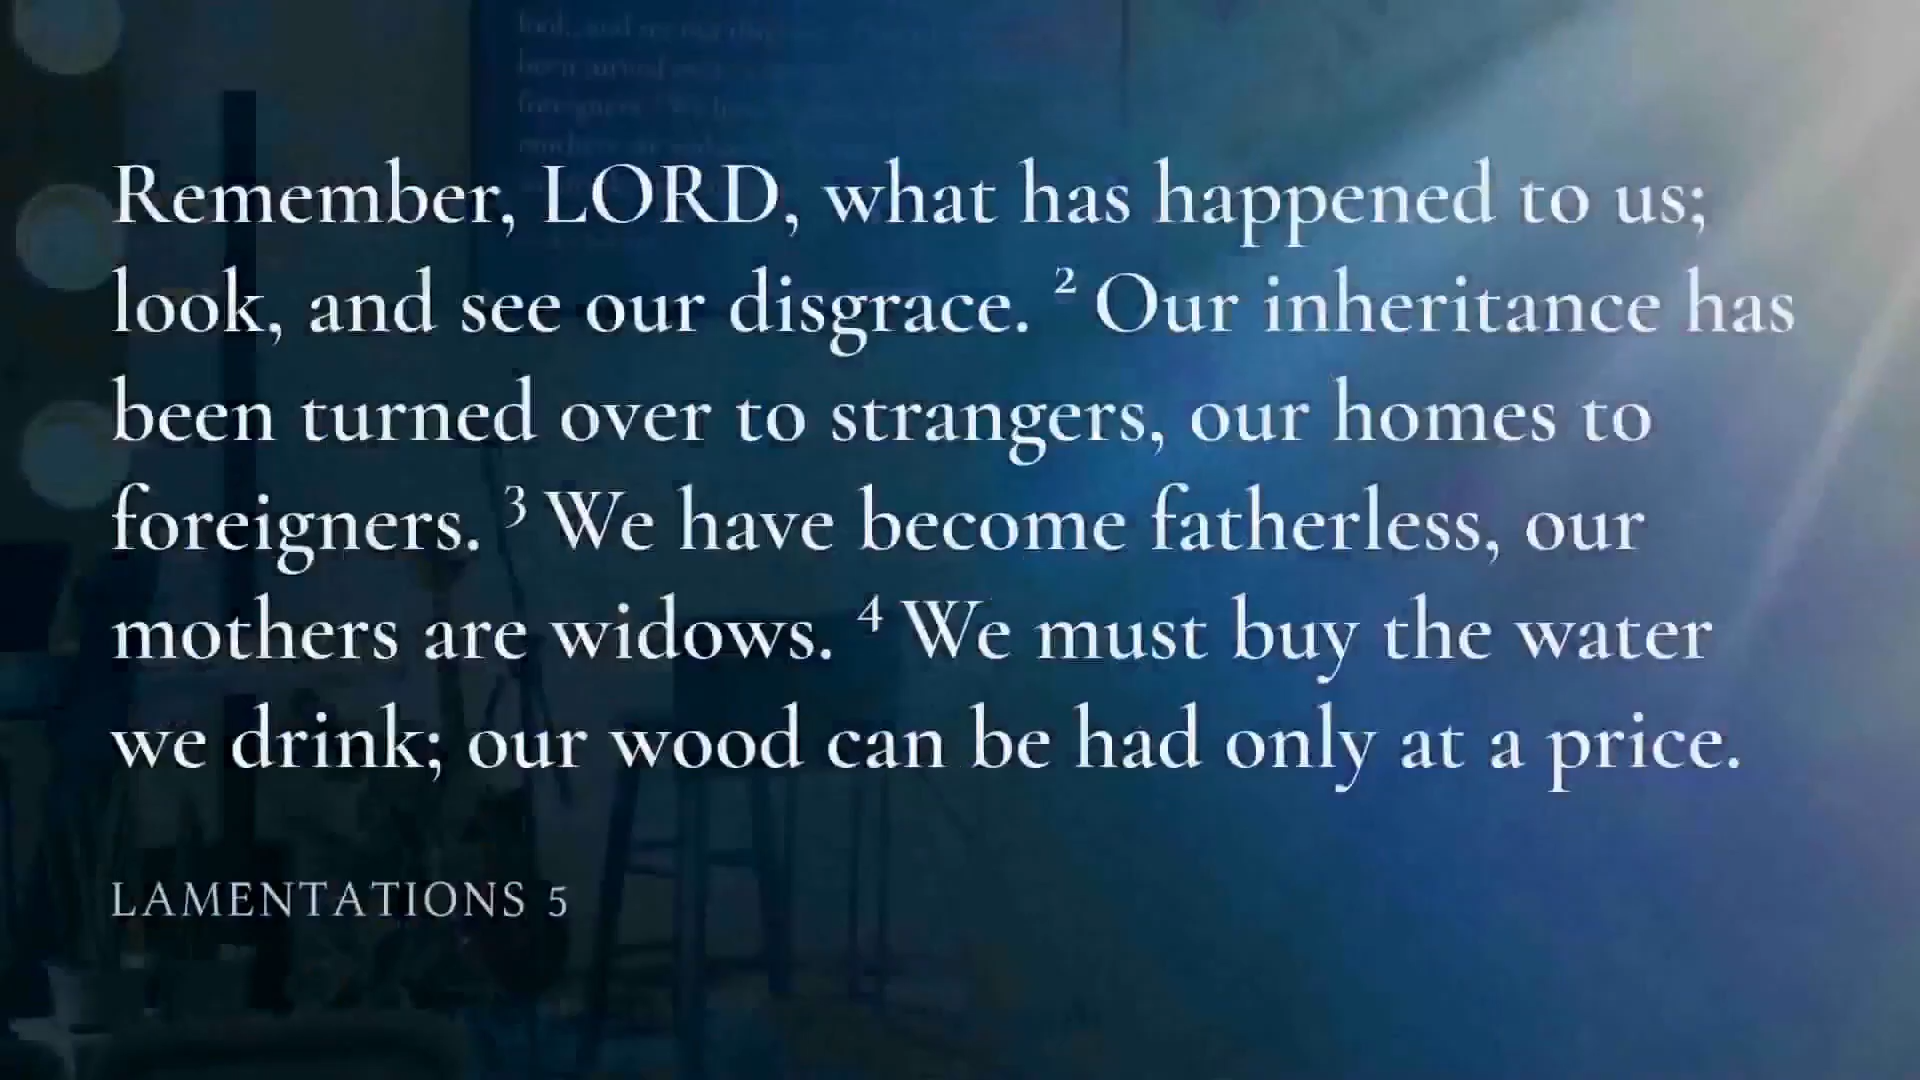 Remember, LORD, what has happened to us;
look, and see our disgrace. ² Our inheritance has
been turned over to strangers, our homes to
foreigners. ³ We have become fatherless, our
mothers are widows. ⁴ We must buy the water
we drink; our wood can be had only at a price.
LAMENTATIONS 5